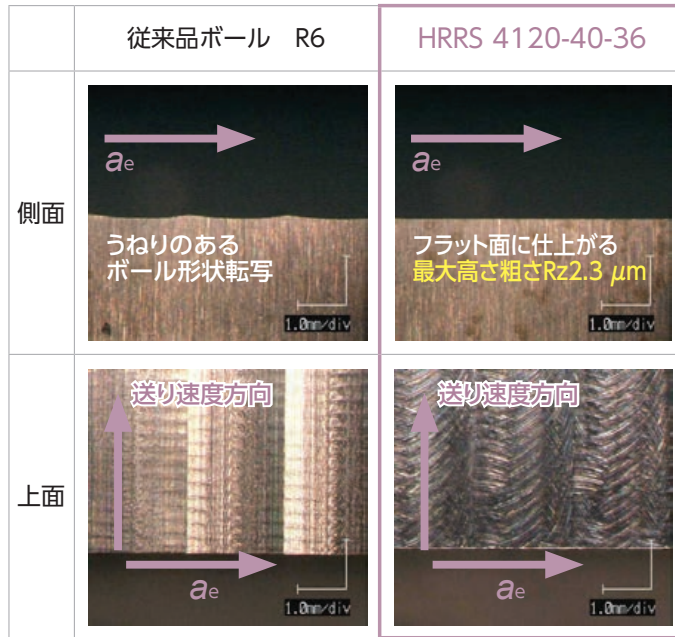 従来品ボール R6
HRRS 4120-40-36
側面
ae
うねりのある
ボール形状転写
1.0mm/div
ae
フラット面に仕上がる
最大高さ粗さRz2.3 μm
1.0mm/div
上面
送り速度方向
ae
1.0mm/div
送り速度方向
ae
1.0mm/div